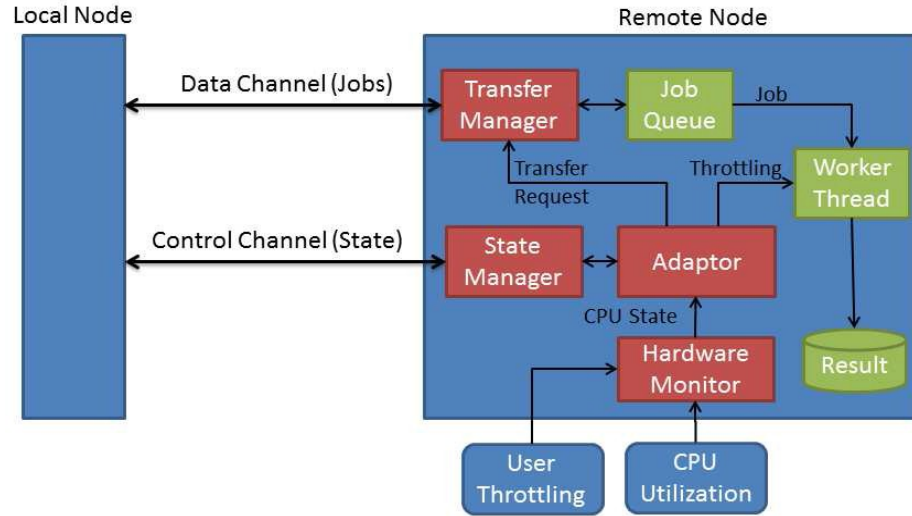 Local Node
Remote Node
Data Channel (Jobs)
Transfer
Manager
Job
Queue
Job
Transfer
Request
Throttling
Worker
Thread
Control Channel (State)
State
Manager
Adaptor
CPU State
Hardware
Monitor
Result
User
Throttling
CPU
Utilization